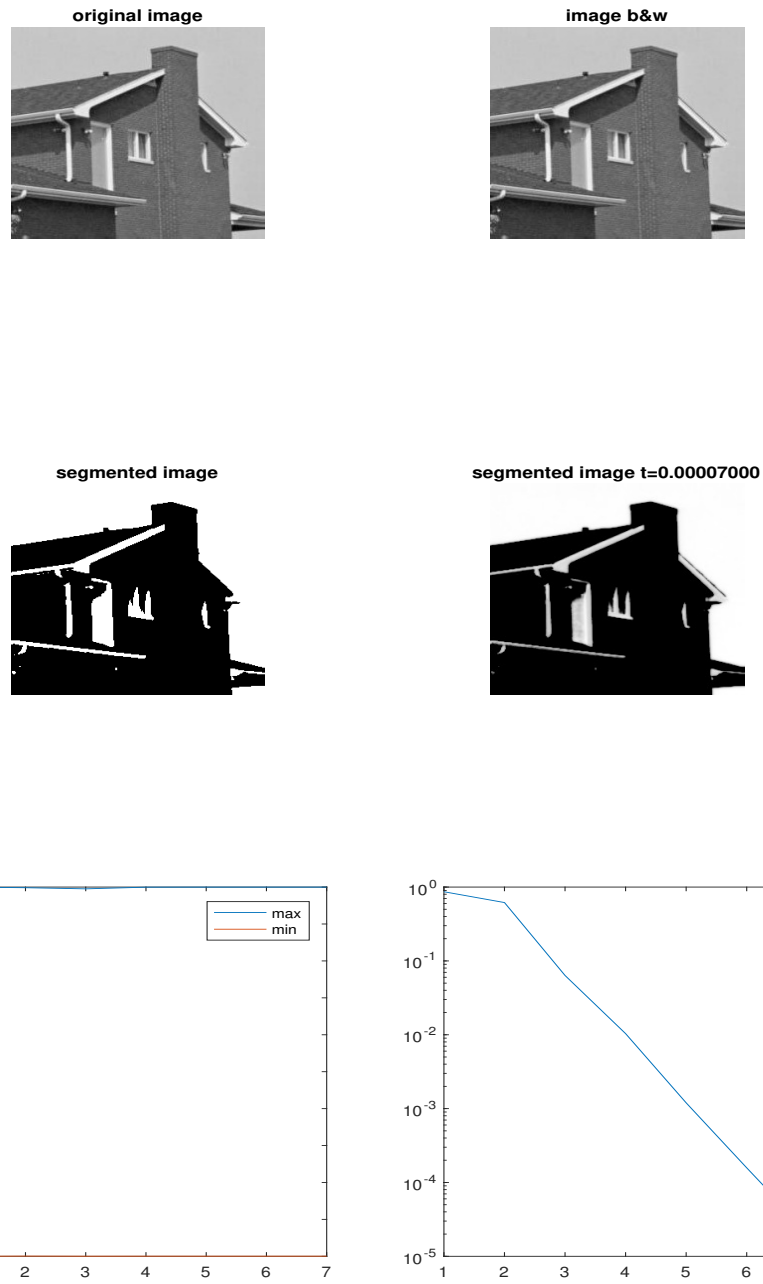 original image
image b&w
segmented image
segmented image t=0.00007000
max
min
2 3 4 5 6 7
10^0
10^-1
10^-2
10^-3
10^-4
10^-5
1 2 3 4 5 6